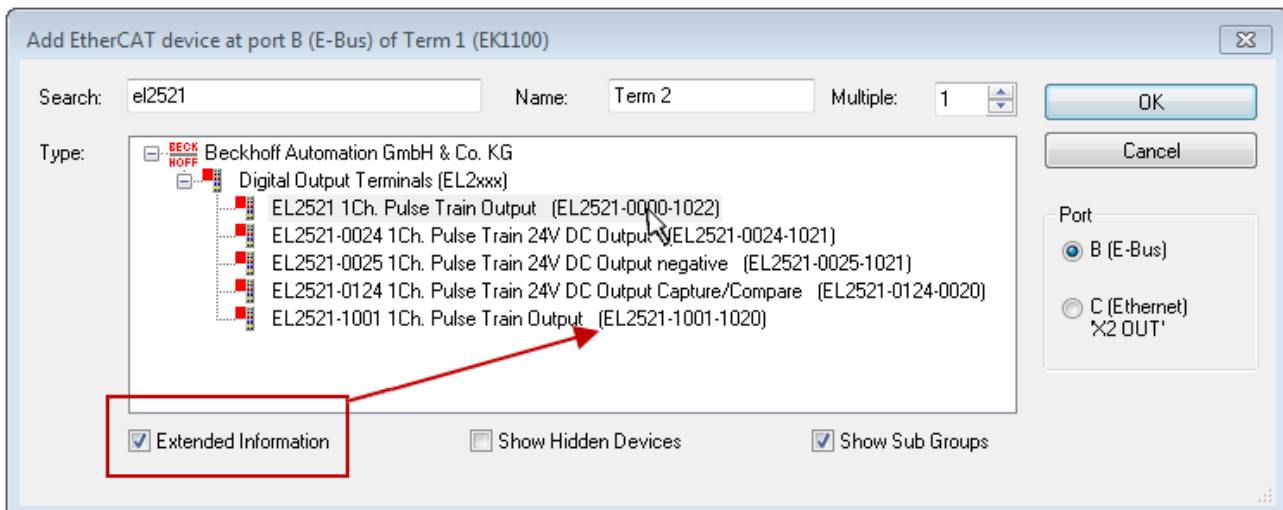 Add EtherCAT device at port B (E-Bus) of Term 1 (EK1100)
Search: el2521 Name: Term 2 Multiple: 1 OK
Type: BECKHOFF Beckhoff Automation GmbH & Co. KG Cancel
Digital Output Terminals (EL2xxx)
EL2521 1Ch. Pulse Train Output (EL2521-0000-1022) Port
EL2521-0024 1Ch. Pulse Train 24V DC Output (EL2521-0024-1021)
EL2521-0025 1Ch. Pulse Train 24V DC Output negative (EL2521-0025-1021) B (E-Bus)
EL2521-0124 1Ch. Pulse Train 24V DC Output Capture/Compare (EL2521-0124-0020)
EL2521-1001 1Ch. Pulse Train Output (EL2521-1001-1020) C (Ethernet)
'X2 OUT'
Extended Information Show Hidden Devices Show Sub Groups